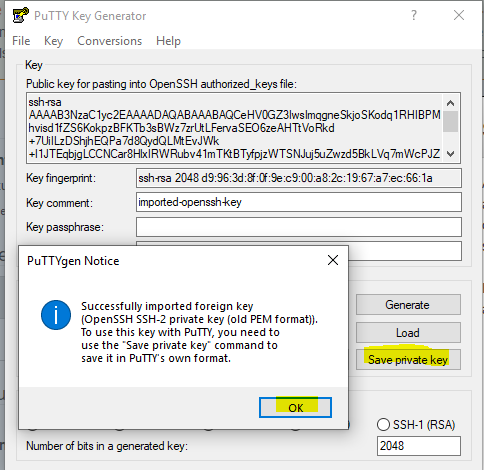 PuTTY Key Generator
?
File Key Conversions Help
Key
Public key for pasting into OpenSSH authorized_keys file:
ssh-rsa
AAAAB3NzaC1yc2EAAAADAQABAAABAQCeHV0GZ3IwsImqgneSkjoSKodq1RHIBPM
hvisd1fZS6KokpzBFKTb3sBWz7zrUtLFervaSEO6zeAHTtVoRkd
+7UiILzDShjhEQPa7d8QydQLMtEvJWk
+I1JTEqbjgLCCNCar8HlxIRWRubv41mTKtBTyfpjzWTSNJuj5uZwzd5BkLVq7mWcPJZ
Key fingerprint: ssh-rsa 2048 d9:96:3d:8f:0f:9e:c9:00:a8:2c:19:67:a7:ec:66:1a
Key comment: imported-openssh-key
Key passphrase:
PuTTYgen Notice
Successfully imported foreign key
(OpenSSH SSH-2 private key (old PEM format)).
To use this key with PuTTY, you need to
use the "Save private key" command to
save it in PuTTY's own format.
OK
Generate
Load
Save private key
SSH-1 (RSA)
Number of bits in a generated key: 2048